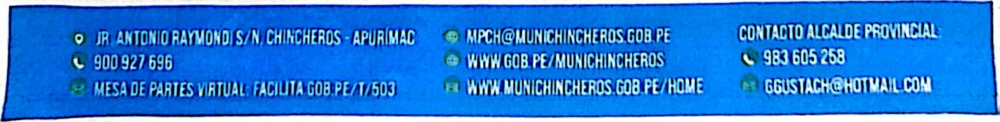 JR. ANTONIO RAYMONDI S/N, CHINCHEROS - APURÍMAC
900 927 696
MESA DE PARTES VIRTUAL: FACILITA.GOB.PE/T/503
MPCH@MUNICHINCHEROS.GOB.PE
WWW.GOB.PE/MUNICHINCHEROS
WWW.MUNICHINCHEROS.GOB.PE/HOME
CONTACTO ALCALDE PROVINCIAL:
983 605 258
GGUSTACH@HOTMAIL.COM